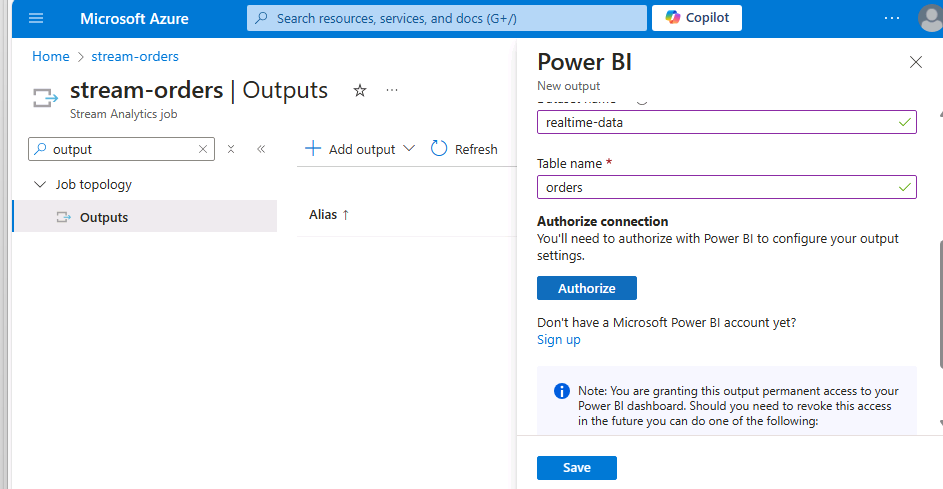 Microsoft Azure
Search resources, services, and docs (G+/)
Copilot
Home > stream-orders
stream-orders | Outputs
Stream Analytics job
output
Add output
Refresh
Job topology
Outputs
Alias ↑
Power BI
New output
Dataset name
realtime-data
Table name *
orders
Authorize connection
You'll need to authorize with Power BI to configure your output
settings.
Authorize
Don't have a Microsoft Power BI account yet?
Sign up
Note: You are granting this output permanent access to your
Power BI dashboard. Should you need to revoke this access
in the future you can do one of the following:
Save